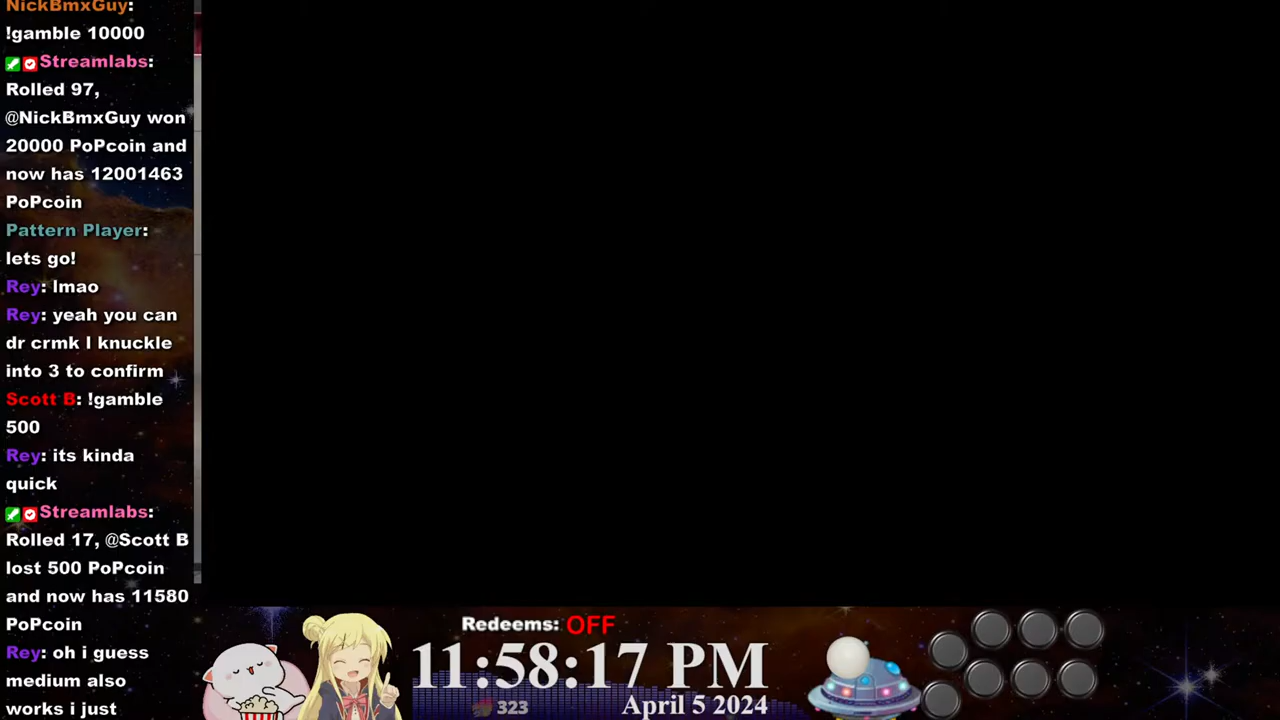 NickBmxGuy:
!gamble 10000
Streamlabs:
Rolled 97,
@NickBmxGuy won
20000 PoPcoin and
now has 12001463
PoPcoin
Pattern Player:
lets go!
Rey: lmao
Rey: yeah you can
dr crmk I knuckle
into 3 to confirm
Scott B: !gamble
500
Rey: its kinda
quick
Streamlabs:
Rolled 17, @Scott B
lost 500 PoPcoin
and now has 11580
PoPcoin
Rey: oh i guess
medium also
works i just
Redeems: OFF
11:58:17 PM
323
April 5 2024